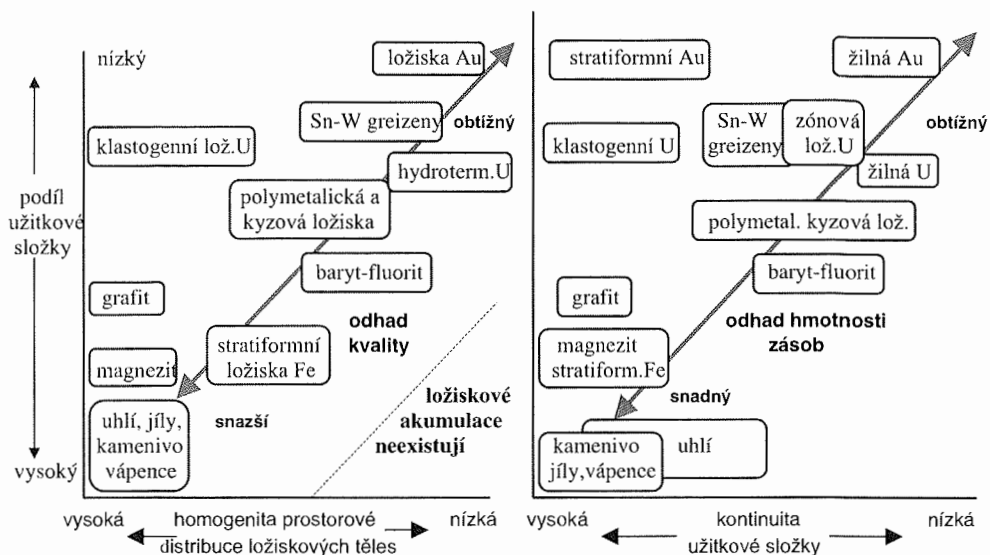 nízký
ložiska Au
Sn-W greizeny
obtížný
klastogenní lož.U
hydroterm.U
polymetalická a
kyzová ložiska
podíl
užitkové
složky
baryt-fluorit
grafit
odhad
kvality
stratiformní
ložiska Fe
magnezit
ložiskové
akumulace
neexistují
snazší
uhlí, jíly,
kamenivo
vápence
vysoký
vysoká
homogenita prostorové
distribuce ložiskových těles
nízká
stratiformní Au
žilná Au
Sn-W
greizeny
zónová
lož.U
obtížný
klastogenní U
žilná U
polymetal. kyzová lož.
baryt-fluorit
grafit
odhad hmotnosti
zásob
magnezit
stratiform.Fe
snadný
kamenivo
jíly,vápence
uhlí
vysoká
kontinuita
užitkové složky
nízká